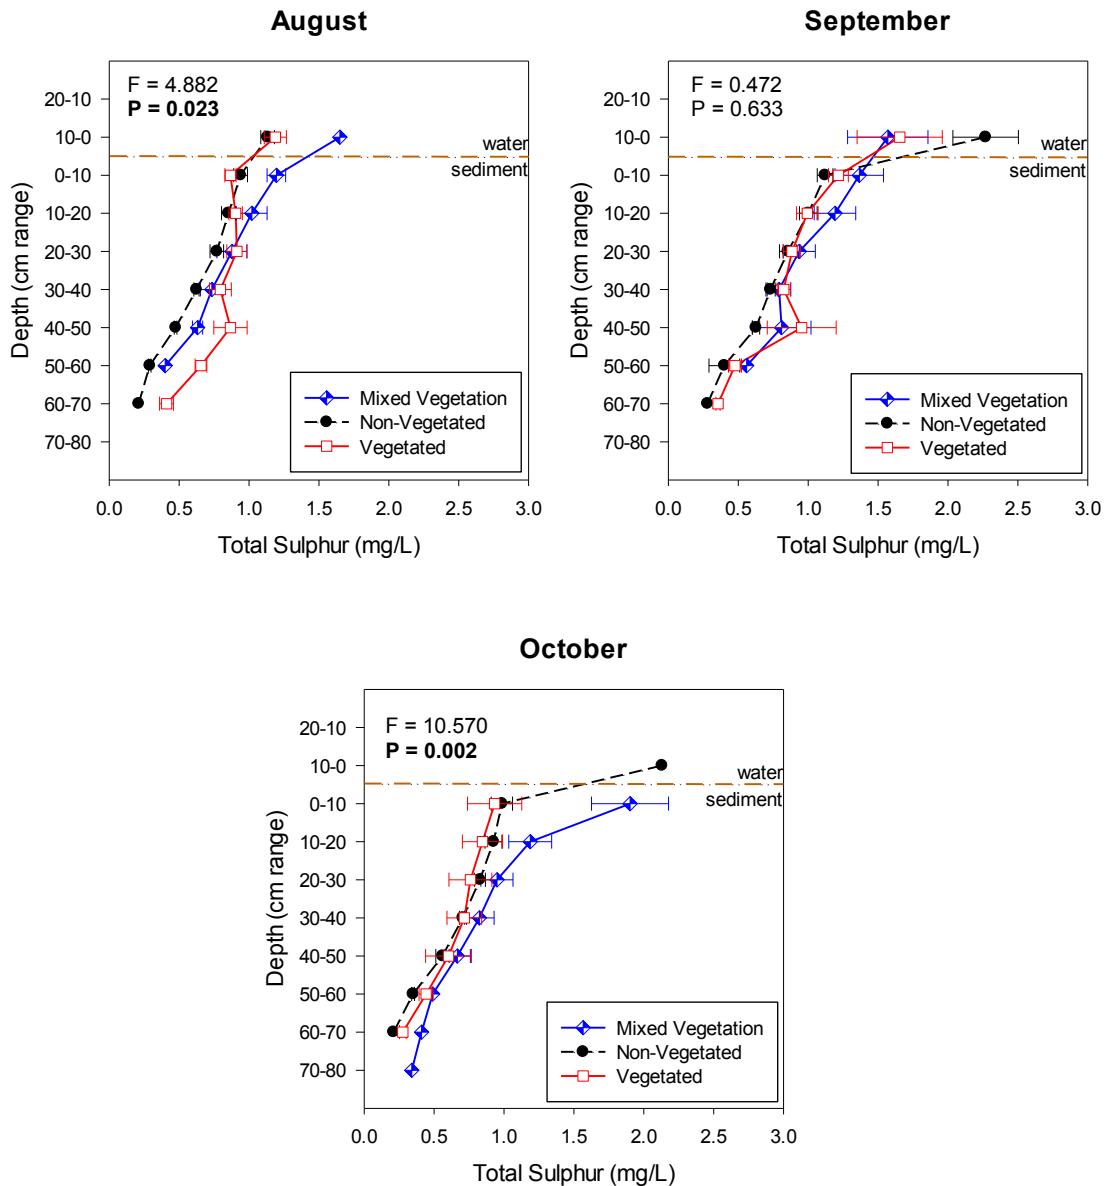 August
F = 4.882
P = 0.023
20-10
10-0
0-10
10-20
20-30
30-40
40-50
50-60
60-70
70-80
Depth (cm range)
water
sediment
Mixed Vegetation
Non-Vegetated
Vegetated
0.0 0.5 1.0 1.5 2.0 2.5 3.0
Total Sulphur (mg/L)
September
F = 0.472
P = 0.633
20-10
10-0
0-10
10-20
20-30
30-40
40-50
50-60
60-70
70-80
Depth (cm range)
water
sediment
Mixed Vegetation
Non-Vegetated
Vegetated
0.0 0.5 1.0 1.5 2.0 2.5 3.0
Total Sulphur (mg/L)
October
F = 10.570
P = 0.002
20-10
10-0
0-10
10-20
20-30
30-40
40-50
50-60
60-70
70-80
Depth (cm range)
water
sediment
Mixed Vegetation
Non-Vegetated
Vegetated
0.0 0.5 1.0 1.5 2.0 2.5 3.0
Total Sulphur (mg/L)